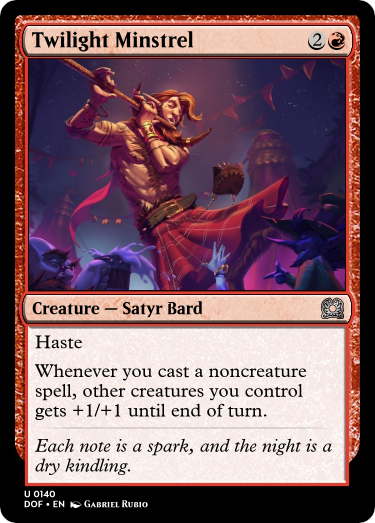 Twilight Minstrel 2
Creature — Satyr Bard
Haste
Whenever you cast a noncreature
spell, other creatures you control
gets +1/+1 until end of turn.
Each note is a spark, and the night is a
dry kindling.
U 0140
DOF • EN Gabriel Rubio